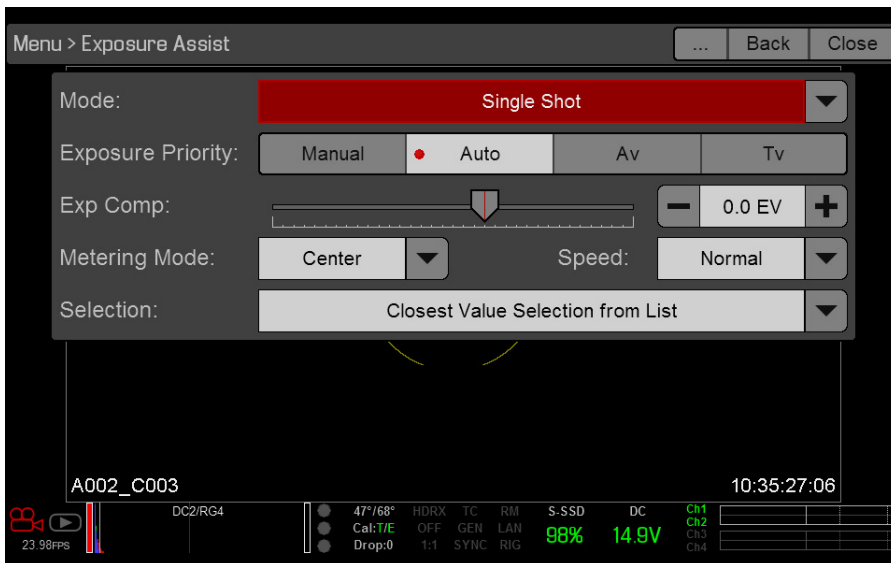 Menu > Exposure Assist ... Back Close
Mode: Single Shot
Exposure Priority: Manual Auto Av Tv
Exp Comp: 0.0 EV
Metering Mode: Center Speed: Normal
Selection: Closest Value Selection from List
A002_C003 10:35:27:06
DC2/RG4 47°/68° HDRX TC RM S-SSD DC Ch1
Cal:T/E OFF GEN LAN 98% 14.9V Ch2
23.98FPS Drop:0 1:1 SYNC RIG Ch3
Ch4